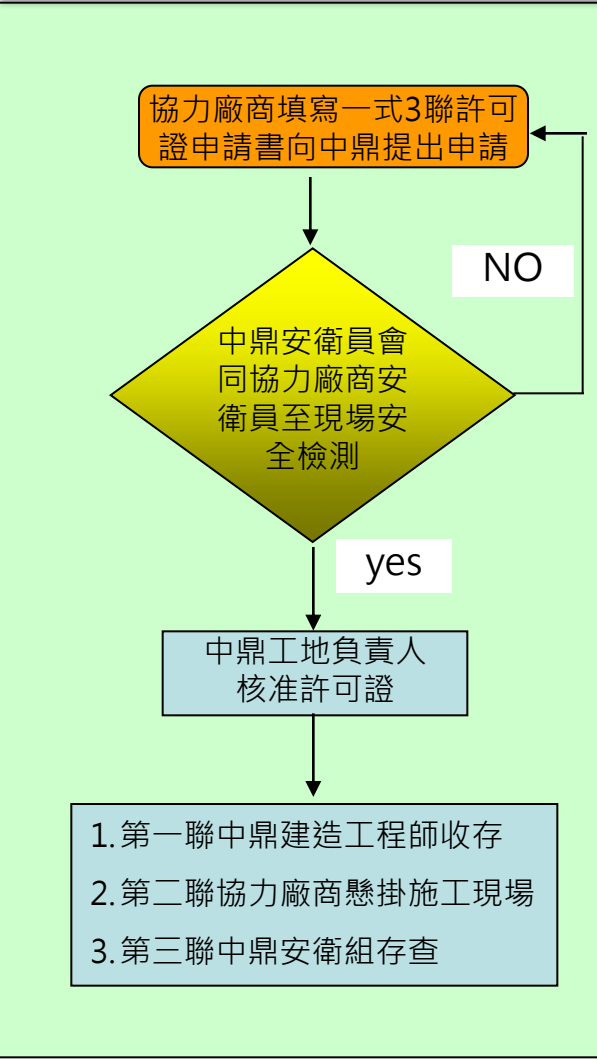 協力廠商填寫一式3聯許可
證申請書向中鼎提出申請
NO
中鼎安衛員會
同協力廠商安
衛員至現場安
全檢測
yes
中鼎工地負責人
核准許可證
1.第一聯中鼎建造工程師收存
2.第二聯協力廠商懸掛施工現場
3.第三聯中鼎安衛組存查